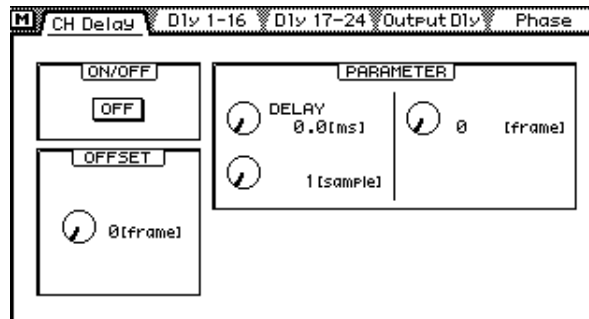 M CH Delay Dly 1-16 Dly 17-24 Output Dly Phase
ON/OFF
OFF
OFFSET
0[frame]
PARAMETER
DELAY
0.0[ms]
1[sample]
0 [frame]